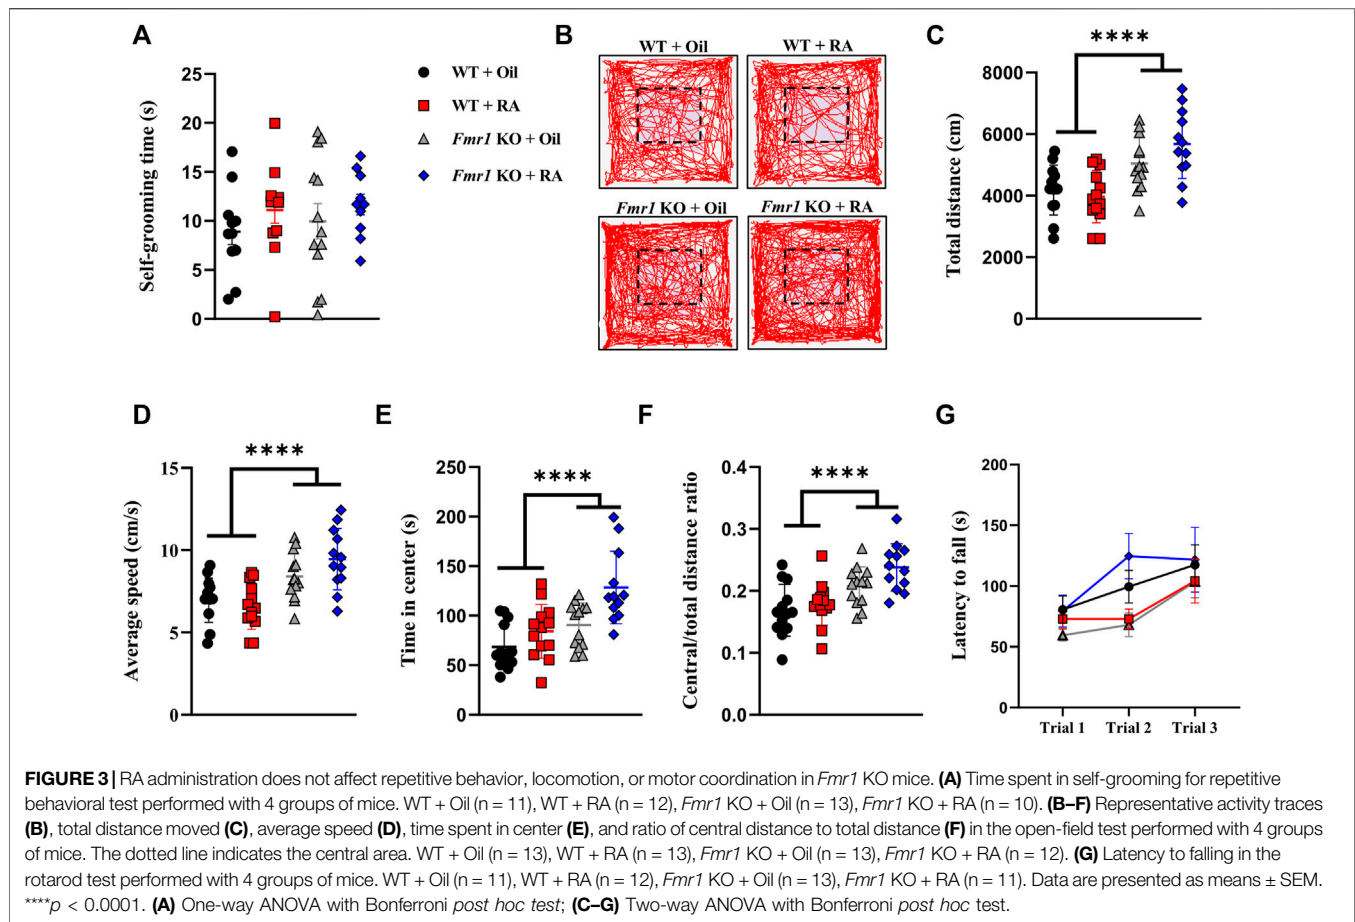 A
Self-grooming time (s)
25
20
15
10
5
0
WT + Oil
WT + RA
Fmr1 KO + Oil
Fmr1 KO + RA
B
WT + Oil
WT + RA
Fmr1 KO + Oil
Fmr1 KO + RA
C
****
Total distance (cm)
8000
6000
4000
2000
0
D
****
Average speed (cm/s)
15
10
5
0
E
****
Time in center (s)
250
200
150
100
50
0
F
****
Central/total distance ratio
0.4
0.3
0.2
0.1
0.0
G
Latency to fall (s)
200
150
100
50
0
Trial 1
Trial 2
Trial 3
FIGURE 3 | RA administration does not affect repetitive behavior, locomotion, or motor coordination in Fmr1 KO mice. (A) Time spent in self-grooming for repetitive
behavioral test performed with 4 groups of mice. WT + Oil (n = 11), WT + RA (n = 12), Fmr1 KO + Oil (n = 13), Fmr1 KO + RA (n = 10). (B–F) Representative activity traces
(B), total distance moved (C), average speed (D), time spent in center (E), and ratio of central distance to total distance (F) in the open-field test performed with 4 groups
of mice. The dotted line indicates the central area. WT + Oil (n = 13), WT + RA (n = 13), Fmr1 KO + Oil (n = 13), Fmr1 KO + RA (n = 12). (G) Latency to falling in the
rotarod test performed with 4 groups of mice. WT + Oil (n = 11), WT + RA (n = 12), Fmr1 KO + Oil (n = 13), Fmr1 KO + RA (n = 11). Data are presented as means ± SEM.
****p < 0.0001. (A) One-way ANOVA with Bonferroni post hoc test; (C–G) Two-way ANOVA with Bonferroni post hoc test.